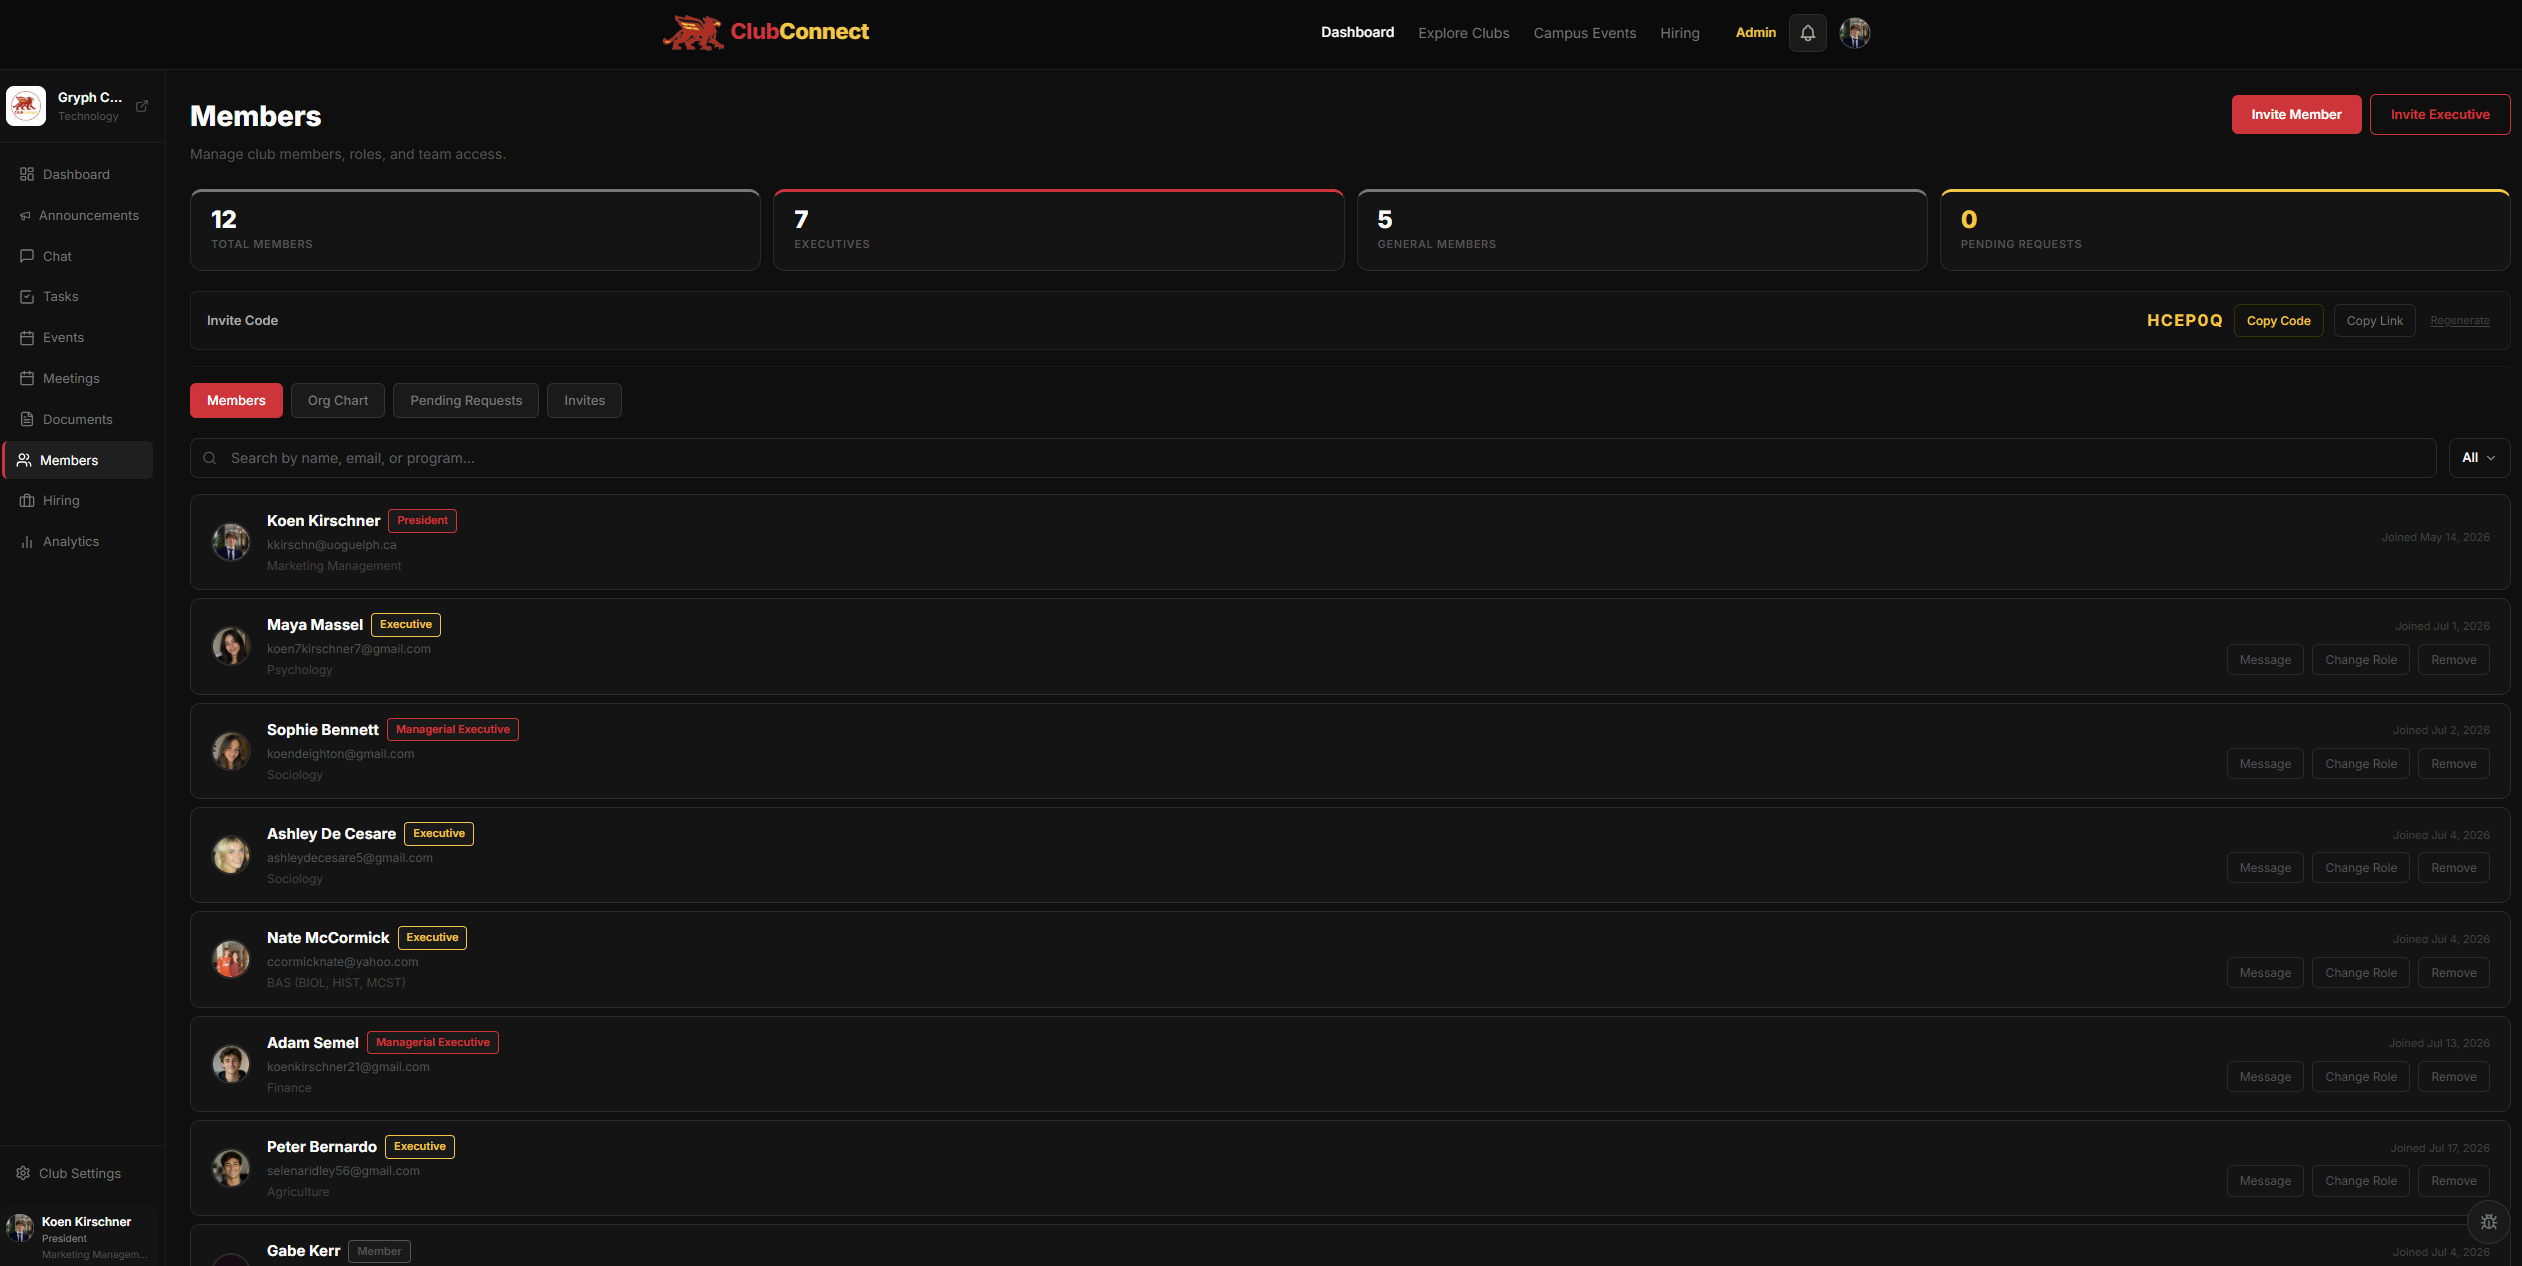 ClubConnect
Dashboard
Explore Clubs
Campus Events
Hiring
Admin
Gryph C...
Technology
Dashboard
Announcements
Chat
Tasks
Events
Meetings
Documents
Members
Hiring
Analytics
Club Settings
Koen Kirschner
President
Marketing Managem...
Members
Manage club members, roles, and team access.
Invite Member
Invite Executive
12
TOTAL MEMBERS
7
EXECUTIVES
5
GENERAL MEMBERS
0
PENDING REQUESTS
Invite Code
HCEP0Q
Copy Code
Copy Link
Regenerate
Members
Org Chart
Pending Requests
Invites
Search by name, email, or program...
All
Koen Kirschner
President
kkirschn@uoguelph.ca
Marketing Management
Joined May 14, 2026
Maya Massel
Executive
koen7kirschner7@gmail.com
Psychology
Joined Jul 1, 2026
Message
Change Role
Remove
Sophie Bennett
Managerial Executive
koendeighton@gmail.com
Sociology
Joined Jul 2, 2026
Message
Change Role
Remove
Ashley De Cesare
Executive
ashleydecesare5@gmail.com
Sociology
Joined Jul 4, 2026
Message
Change Role
Remove
Nate McCormick
Executive
ccormicknate@yahoo.com
BAS (BIOL, HIST, MCST)
Joined Jul 4, 2026
Message
Change Role
Remove
Adam Semel
Managerial Executive
koenkirschner21@gmail.com
Finance
Joined Jul 13, 2026
Message
Change Role
Remove
Peter Bernardo
Executive
selenaridley56@gmail.com
Agriculture
Joined Jul 17, 2026
Message
Change Role
Remove
Gabe Kerr
Member
Joined Jul 4, 2026